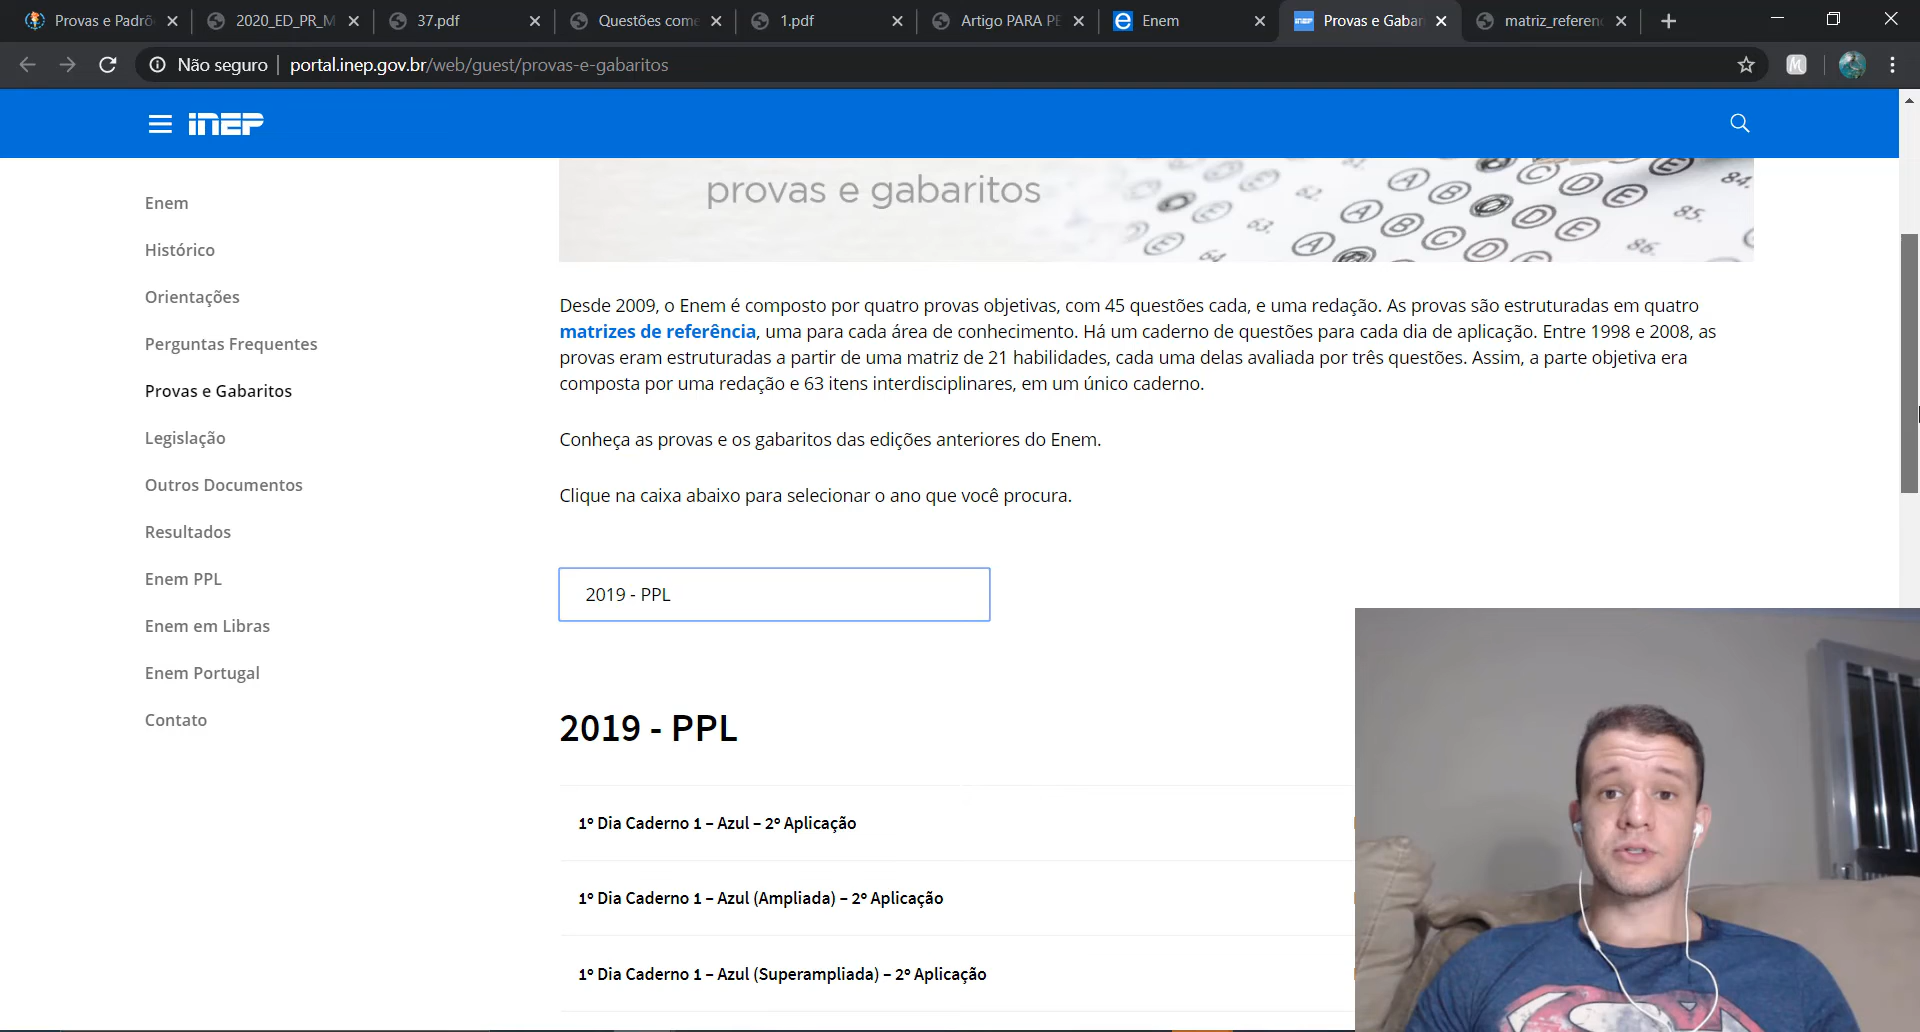 Provas e Padrõ
2020_ED_PR_M
37.pdf
Questões come
1.pdf
Artigo PARA PE
Enem
Provas e Gabar
matriz_referen
Não seguro
portal.inep.gov.br/web/guest/provas-e-gabaritos
inep
provas e gabaritos
A B C D E 84.
62.
63.
A B C D E 85.
E 64 A D E 86.
Enem
Histórico
Orientações
Perguntas Frequentes
Provas e Gabaritos
Legislação
Outros Documentos
Resultados
Enem PPL
Enem em Libras
Enem Portugal
Contato
Desde 2009, o Enem é composto por quatro provas objetivas, com 45 questões cada, e uma redação. As provas são estruturadas em quatro
matrizes de referência, uma para cada área de conhecimento. Há um caderno de questões para cada dia de aplicação. Entre 1998 e 2008, as
provas eram estruturadas a partir de uma matriz de 21 habilidades, cada uma delas avaliada por três questões. Assim, a parte objetiva era
composta por uma redação e 63 itens interdisciplinares, em um único caderno.
Conheça as provas e os gabaritos das edições anteriores do Enem.
Clique na caixa abaixo para selecionar o ano que você procura.
2019 - PPL
2019 - PPL
1º Dia Caderno 1 – Azul – 2º Aplicação
1º Dia Caderno 1 – Azul (Ampliada) – 2º Aplicação
1º Dia Caderno 1 – Azul (Superampliada) – 2º Aplicação